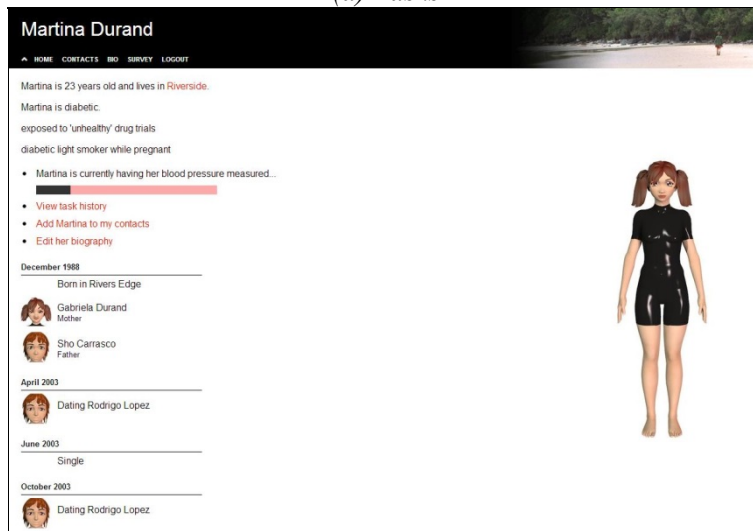 Martina Durand
HOME CONTACTS BIO SURVEY LOGOUT
Martina is 23 years old and lives in Riverside.
Martina is diabetic.
exposed to 'unhealthy' drug trials
diabetic light smoker while pregnant
Martina is currently having her blood pressure measured...
View task history
Add Martina to my contacts
Edit her biography
December 1988
Born in Rivers Edge
Gabriela Durand
Mother
Sho Carrasco
Father
April 2003
Dating Rodrigo Lopez
June 2003
Single
October 2003
Dating Rodrigo Lopez